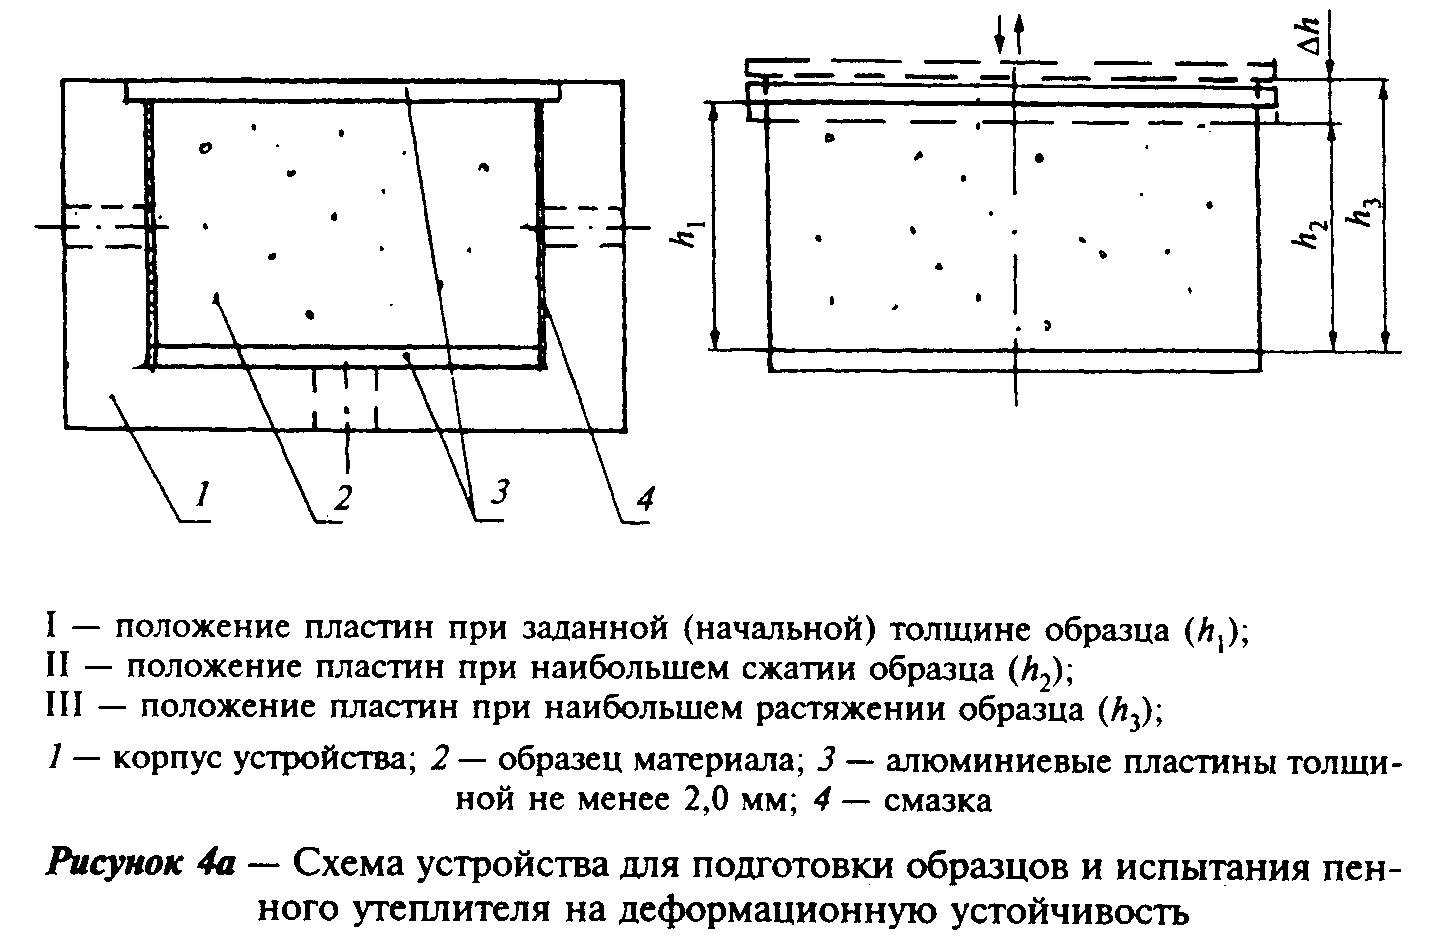 Δh
h₁
h₂
h₃
1
2
3
4
I — положение пластин при заданной (начальной) толщине образца (h₁);
II — положение пластин при наибольшем сжатии образца (h₂);
III — положение пластин при наибольшем растяжении образца (h₃);
1 — корпус устройства; 2 — образец материала; 3 — алюминиевые пластины толщи-
ной не менее 2,0 мм; 4 — смазка
Рисунок 4а — Схема устройства для подготовки образцов и испытания пен-
ного утеплителя на деформационную устойчивость